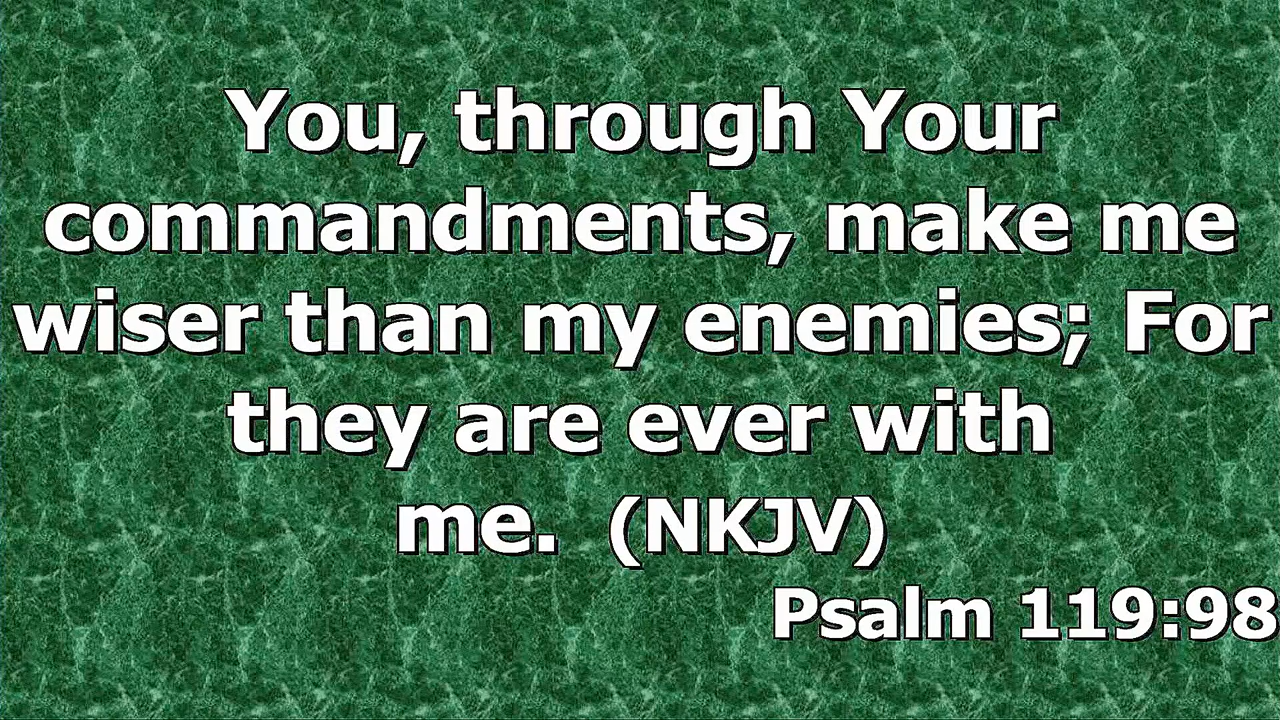 You, through Your
commandments, make me
wiser than my enemies; For
they are ever with
me.  (NKJV)
Psalm 119:98